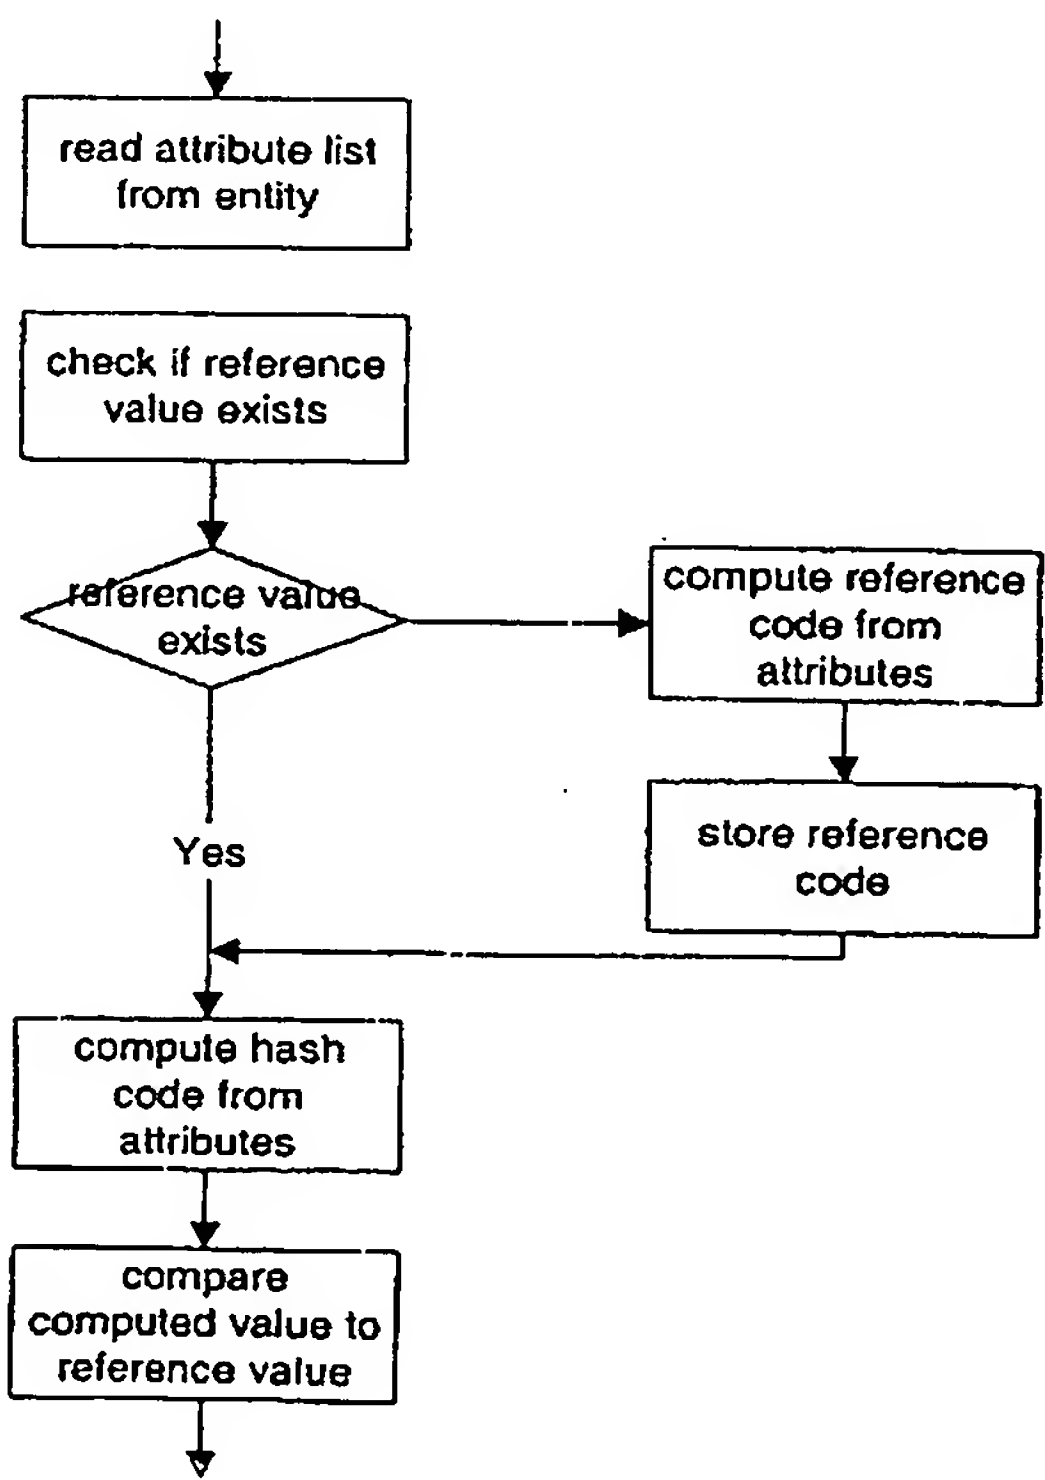 read attribute list
from entity
check if reference
value exists
reference value
exists
compute reference
code from
attributes
store reference
code
Yes
compute hash
code from
attributes
compare
computed value to
reference value